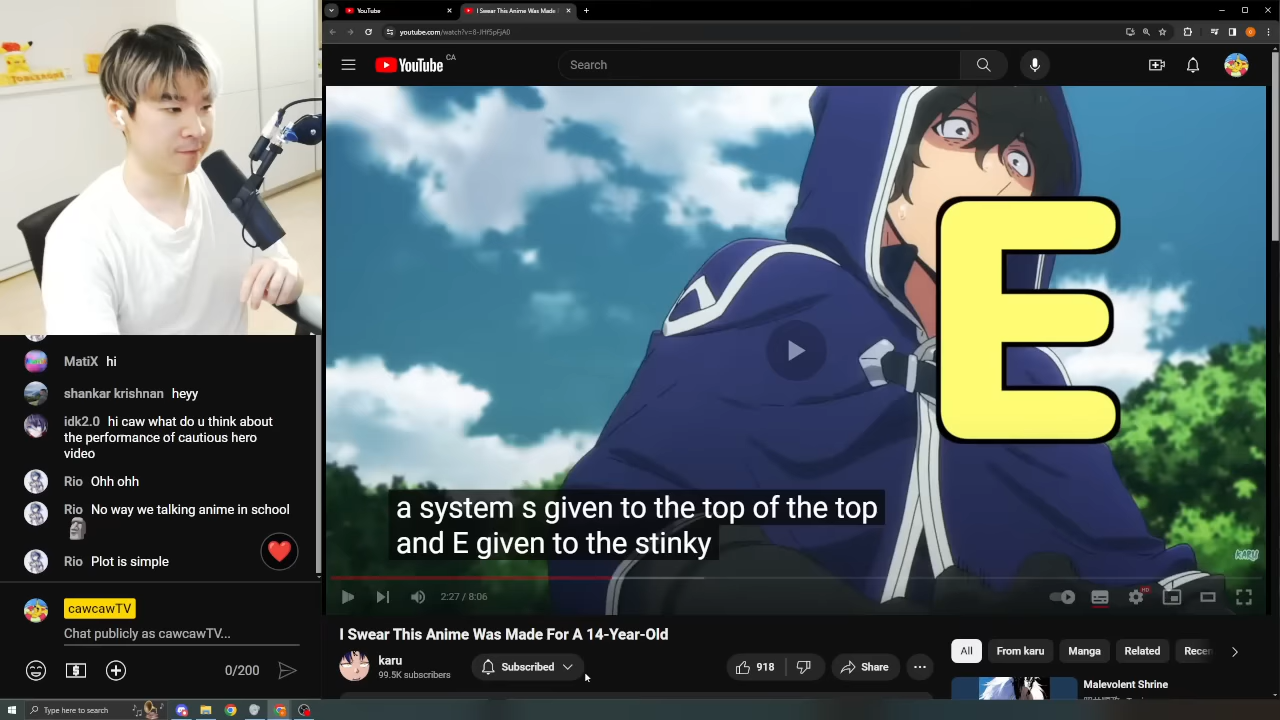 YouTube
I Swear This Anime Was Made
youtube.com/watch?v=8-JHf5pFjA0
YouTube CA
Search
E
a system s given to the top of the top
and E given to the stinky
KARU
2:27 / 8:06
HD
I Swear This Anime Was Made For A 14-Year-Old
karu
99.5K subscribers
Subscribed
918
Share
All
From karu
Manga
Related
Recen
Malevolent Shrine
MatiX hi
shankar krishnan heyy
idk2.0 hi caw what do u think about
the performance of cautious hero
video
Rio Ohh ohh
Rio No way we talking anime in school
Rio Plot is simple
cawcawTV
Chat publicly as cawcawTV...
0/200
Type here to search